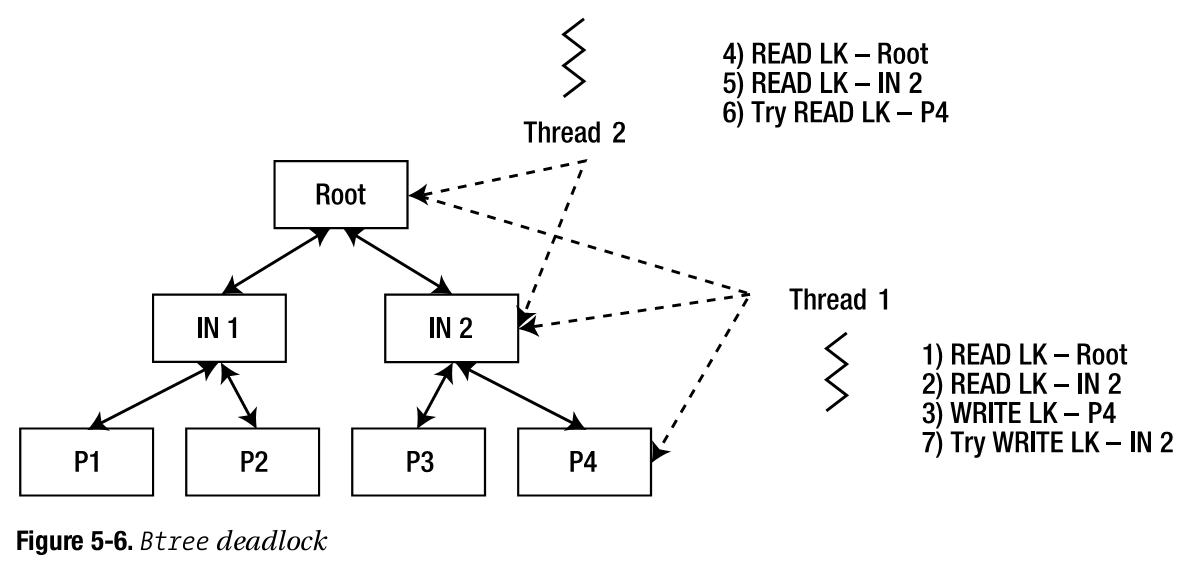 4) READ LK – Root
5) READ LK – IN 2
6) Try READ LK – P4
Thread 2
Root
Thread 1
IN 1
IN 2
1) READ LK – Root
2) READ LK – IN 2
3) WRITE LK – P4
7) Try WRITE LK – IN 2
P1
P2
P3
P4
Figure 5-6. Btree deadlock